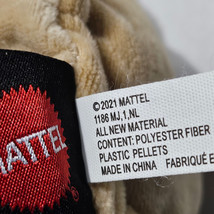 MATTEL
©2021 MATTEL
1186 MJ,1,NL
ALL NEW MATERIAL
CONTENT: POLYESTER FIBER
PLASTIC PELLETS
MADE IN CHINA FABRIQUÉ E